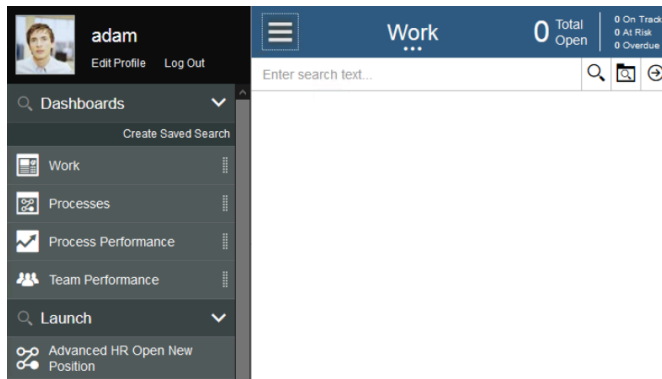 adam
Edit Profile Log Out
Dashboards
Create Saved Search
Work
Processes
Process Performance
Team Performance
Launch
Advanced HR Open New
Position
Work
0 Total
Open
0 On Track
0 At Risk
0 Overdue
Enter search text...